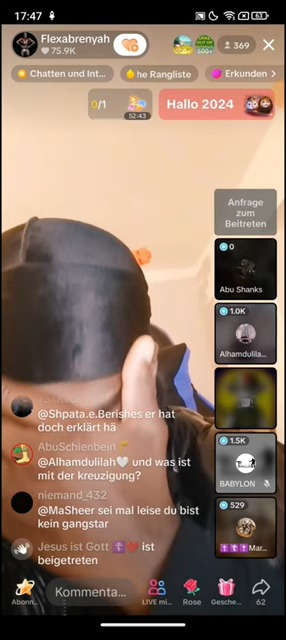 17:47
63
Flexabrenyah
75.9K
369
Chatten und Int...
he Rangliste
Erkunden
0/1
52:43
Hallo 2024
Anfrage
zum
Beitreten
0
Abu Shanks
1.0K
Alhamdulila...
1.5K
BABYLON
529
Mar...
@Shpata.e.Berishes er hat
doch erklärt hä
AbuSchienbein
@Alhamdulilah🤍 und was ist
mit der kreuzigung?
niemand_432
@MaSheer sei mal leise du bist
kein gangstar
Jesus ist Gott ✝️❤️ ist
beigetreten
Abonn...
Kommenta...
LIVE mi...
Rose
Gesche...
62